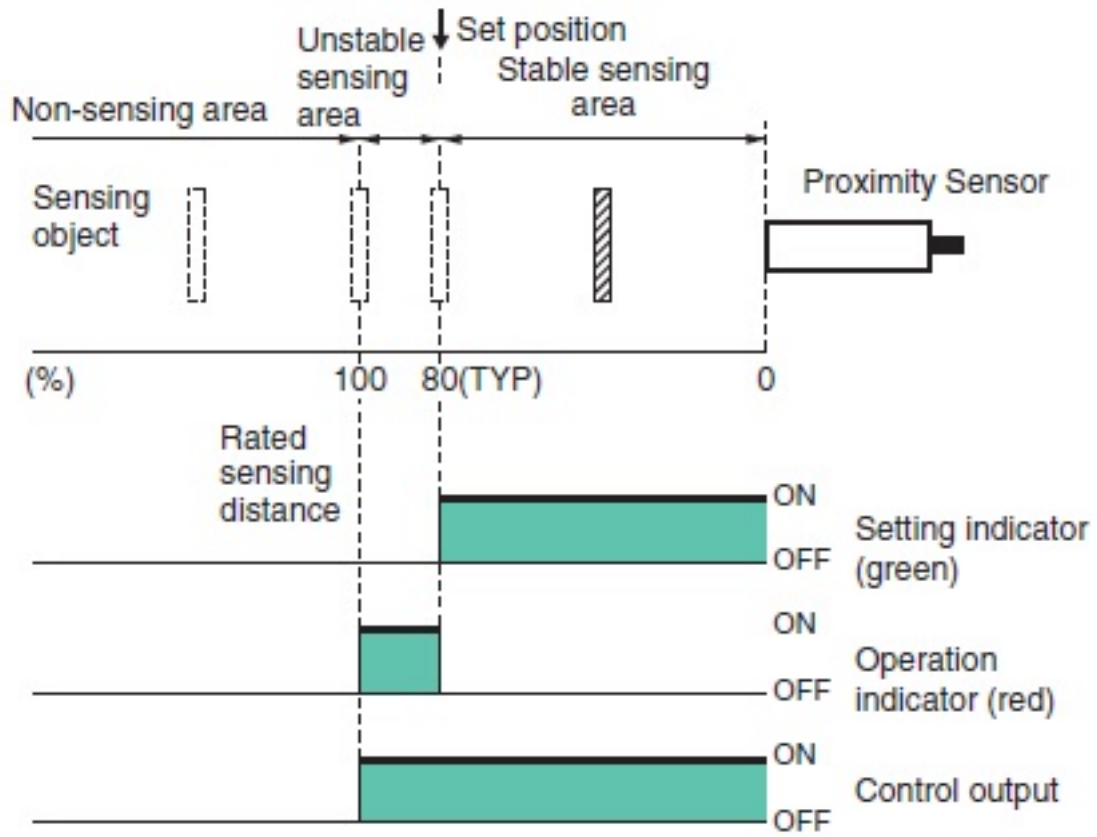 Set position
Unstable
sensing
area
Stable sensing
area
Non-sensing area
Sensing
object
Proximity Sensor
(%)
100
80(TYP)
0
Rated
sensing
distance
ON
OFF
Setting indicator
(green)
ON
OFF
Operation
indicator (red)
ON
OFF
Control output